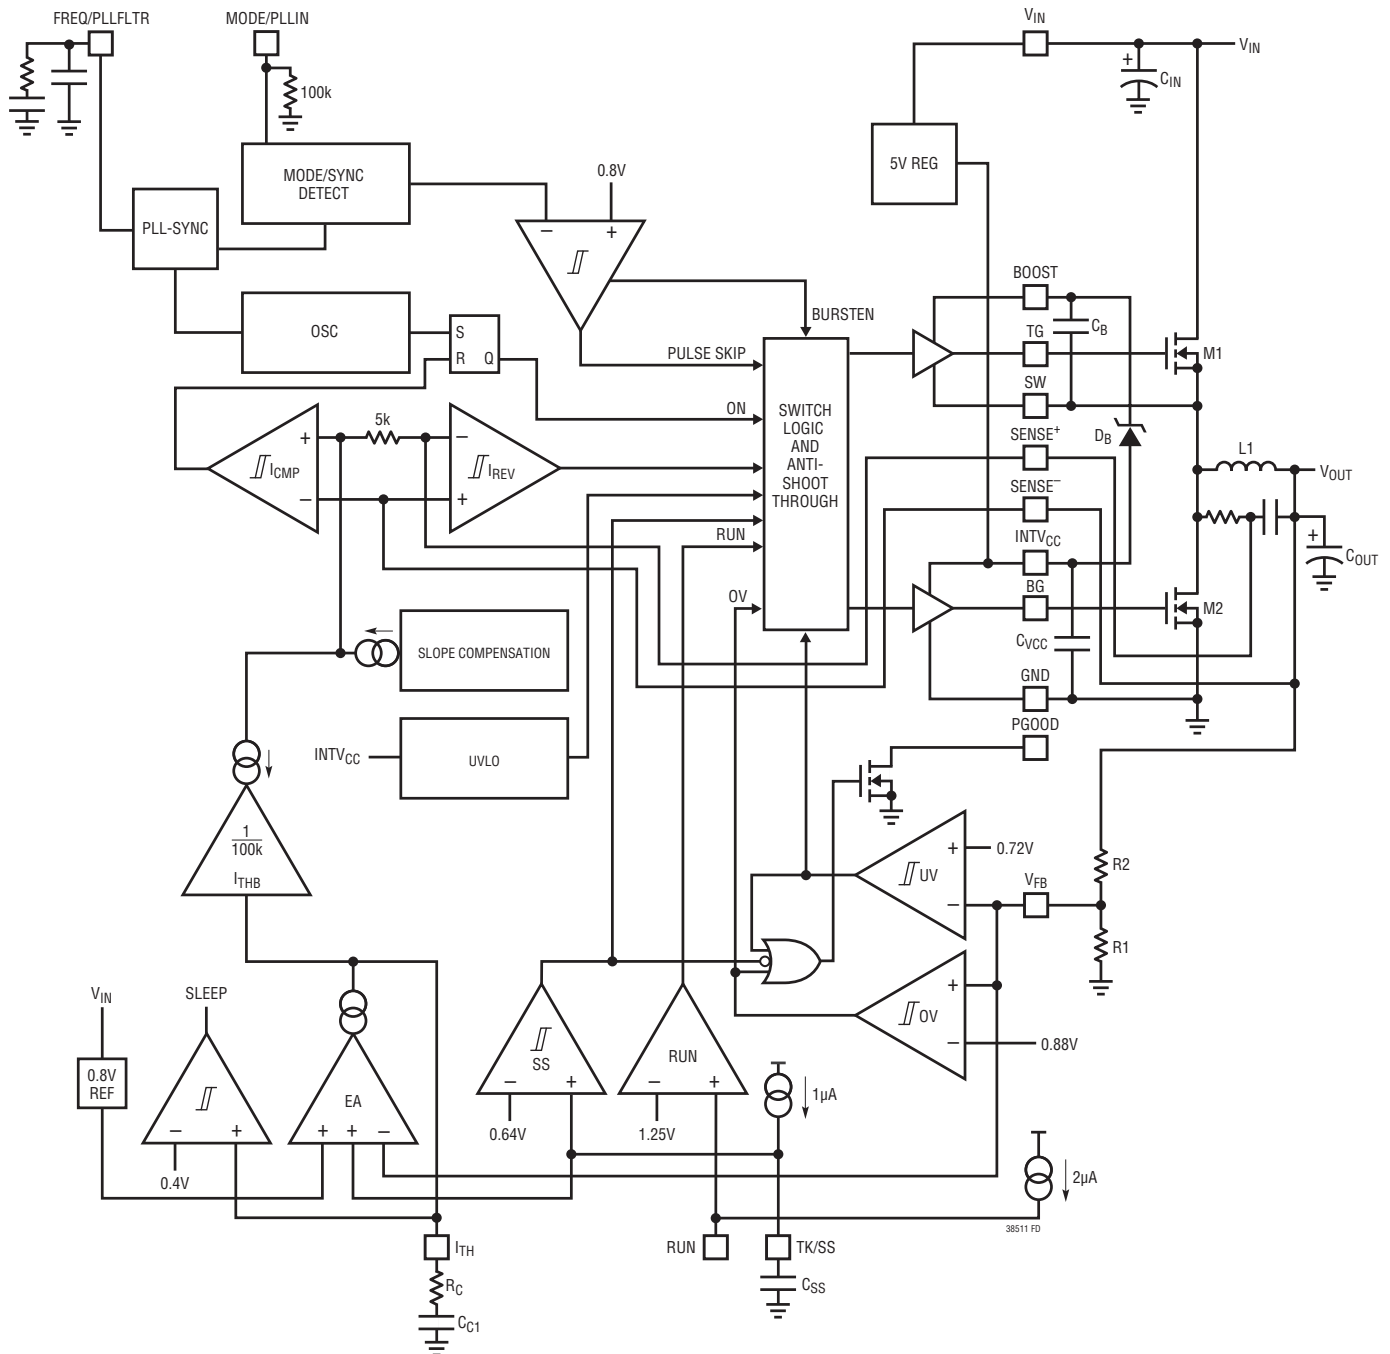 FREQ/PLLFLTR
MODE/PLLIN
100k
V_IN
V_IN
+
C_IN
5V REG
MODE/SYNC
DETECT
0.8V
PLL-SYNC
−
+
OSC
S
R
Q
BURSTEN
PULSE SKIP
ON
SWITCH
LOGIC
AND
ANTI-
SHOOT
THROUGH
RUN
OV
BOOST
TG
C_B
SW
M1
SENSE+
D_B
SENSE−
L1
V_OUT
INTV_CC
+
C_OUT
BG
M2
C_VCC
GND
PGOOD
5k
+
−
I_CMP
−
+
I_REV
SLOPE COMPENSATION
INTV_CC
UVLO
1
100k
I_THB
+
0.72V
UV
−
V_FB
R2
R1
+
OV
−
0.88V
V_IN
SLEEP
0.8V
REF
−
+
0.4V
EA
+
+
−
SS
−
+
0.64V
RUN
−
+
1.25V
1µA
2µA
38511 FD
I_TH
R_C
C_C1
RUN
TK/SS
C_SS